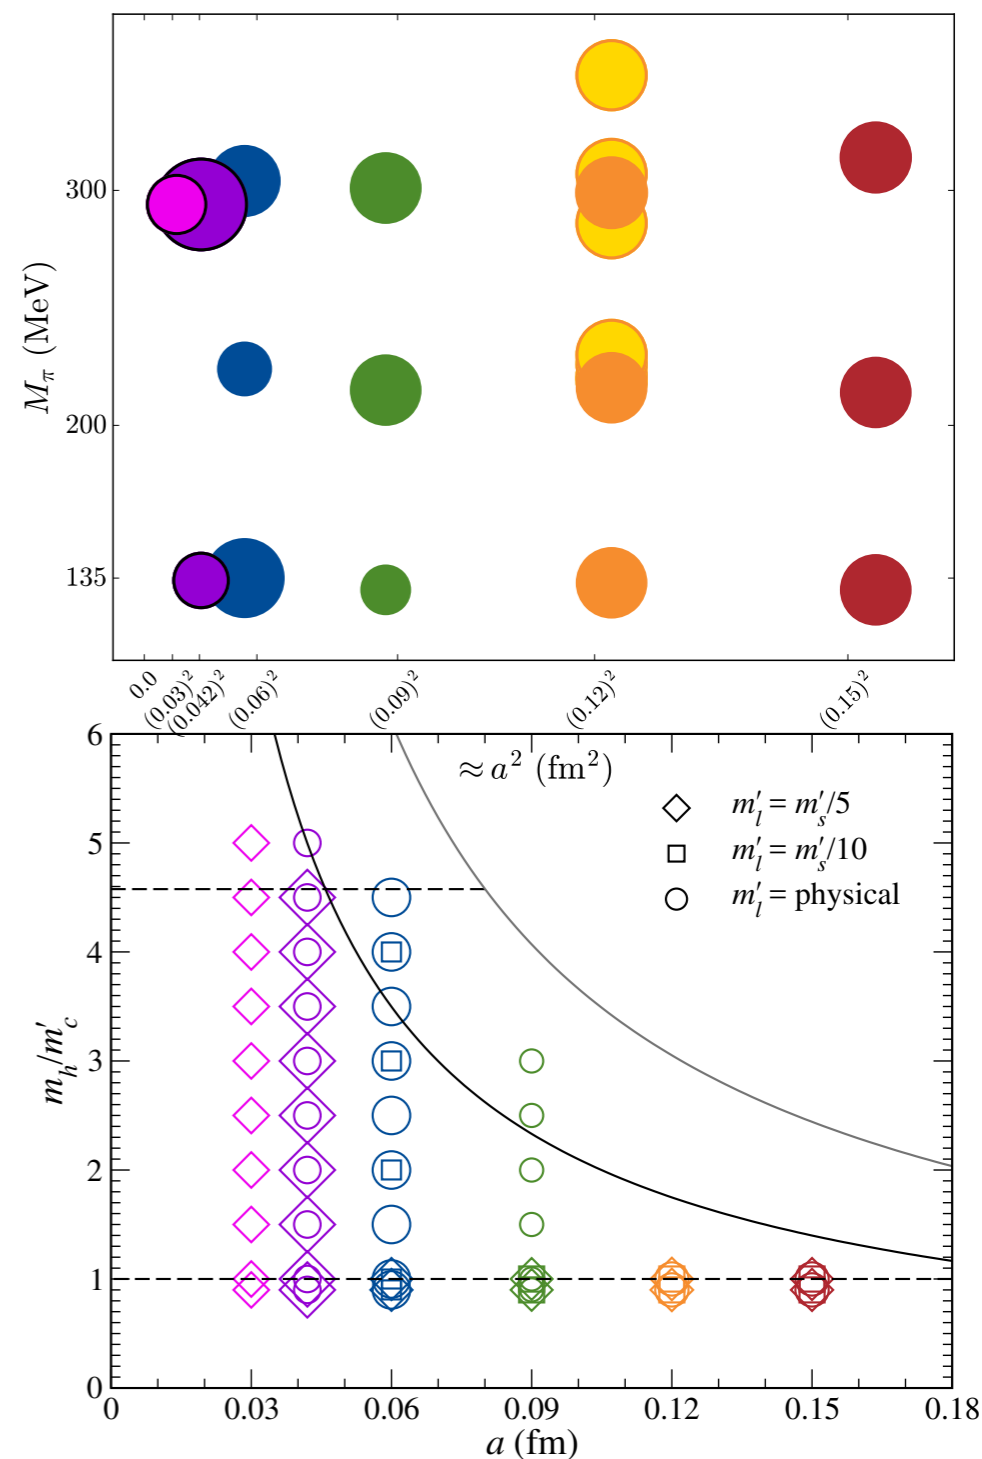 300
200
135
M_π (MeV)
0.0
(0.03)²
(0.042)²
(0.06)²
(0.09)²
(0.12)²
(0.15)²
≈ a² (fm²)
6
5
4
3
2
1
0
m_h/m′_c
m′_l = m′_s/5
m′_l = m′_s/10
m′_l = physical
0 0.03 0.06 0.09 0.12 0.15 0.18
a (fm)